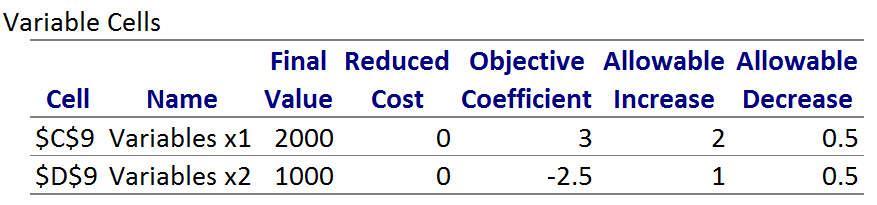 Variable Cells
Final Reduced Objective Allowable Allowable
Cell Name Value Cost Coefficient Increase Decrease
$C$9 Variables x1 2000 0 3 2 0.5
$D$9 Variables x2 1000 0 -2.5 1 0.5